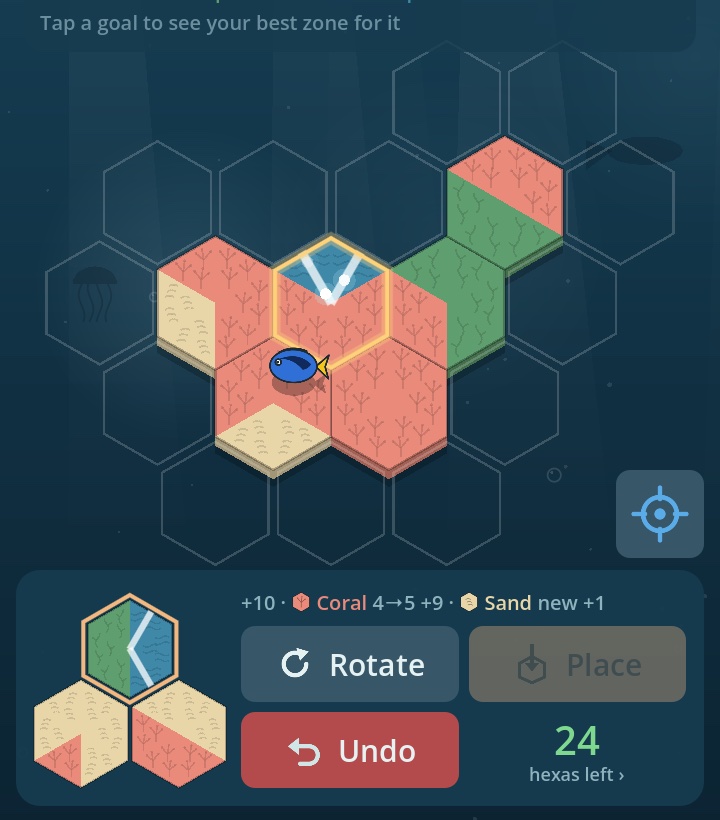 Tap a goal to see your best zone for it
+10 · Coral 4→5 +9 · Sand new +1
Rotate
Place
Undo
24
hexas left ›